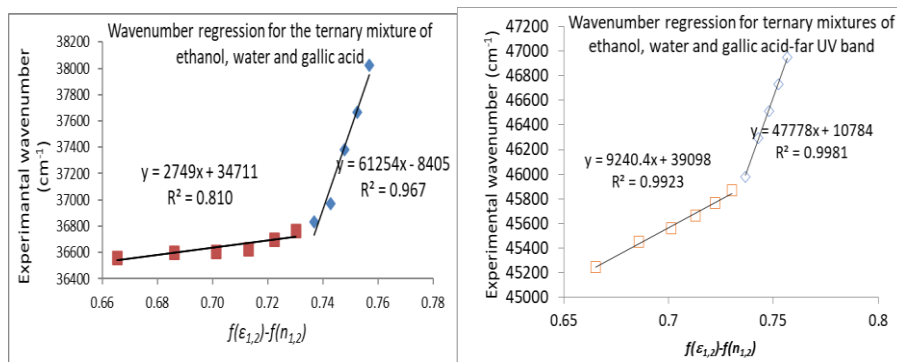 Wavenumber regression for the ternary mixture of
ethanol, water and gallic acid
Experimantal wavenumber
(cm-1)
38200
38000
37800
37600
37400
37200
37000
36800
36600
36400
y = 2749x + 34711
R² = 0.810
y = 61254x - 8405
R² = 0.967
0.66
0.70
0.72
0.74
0.76
0.78
f(ε1,2)-f(n1,2)
Wavenumber regression for ternary mixtures of
ethanol, water and gallic acid-far UV band
Experimental wavenumber (cm-1)
47200
47000
46800
46600
46400
46200
46000
45800
45600
45400
45200
45000
y = 9240.4x + 39098
R² = 0.9923
y = 47778x + 10784
R² = 0.9981
0.65
0.7
0.75
0.8
f(ε1,2)-f(n1,2)